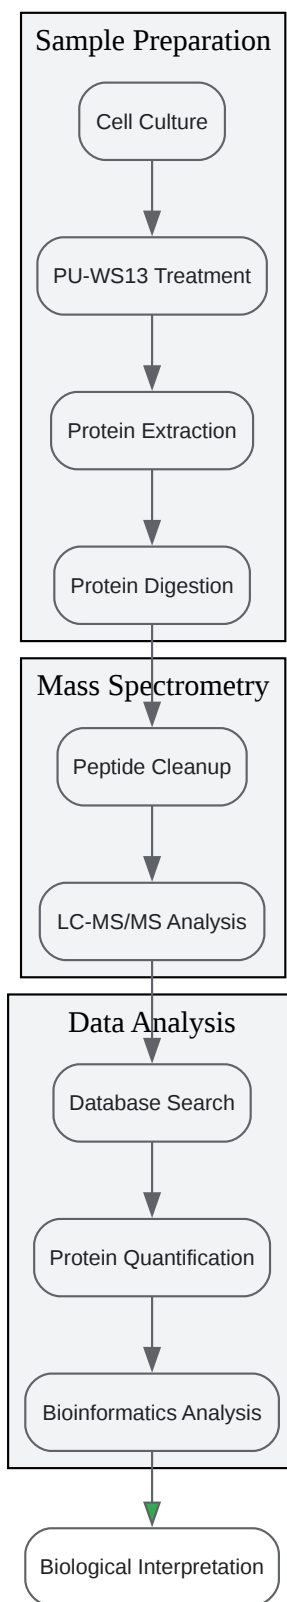 Sample Preparation
Cell Culture
PU-WS13 Treatment
Protein Extraction
Protein Digestion
Mass Spectrometry
Peptide Cleanup
LC-MS/MS Analysis
Data Analysis
Database Search
Protein Quantification
Bioinformatics Analysis
Biological Interpretation